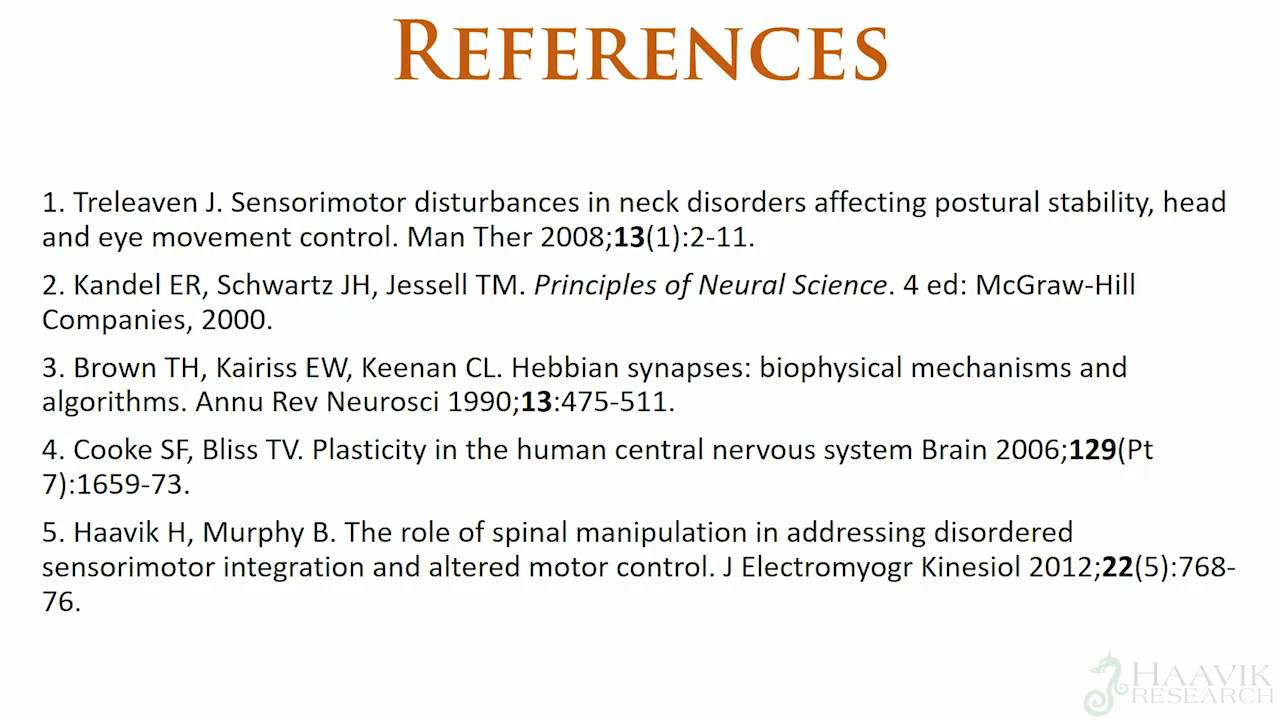 REFERENCES
1. Treleaven J. Sensorimotor disturbances in neck disorders affecting postural stability, head
and eye movement control. Man Ther 2008;13(1):2-11.
2. Kandel ER, Schwartz JH, Jessell TM. Principles of Neural Science. 4 ed: McGraw-Hill
Companies, 2000.
3. Brown TH, Kairiss EW, Keenan CL. Hebbian synapses: biophysical mechanisms and
algorithms. Annu Rev Neurosci 1990;13:475-511.
4. Cooke SF, Bliss TV. Plasticity in the human central nervous system Brain 2006;129(Pt
7):1659-73.
5. Haavik H, Murphy B. The role of spinal manipulation in addressing disordered
sensorimotor integration and altered motor control. J Electromyogr Kinesiol 2012;22(5):768-
76.
HAAVIK
RESEARCH